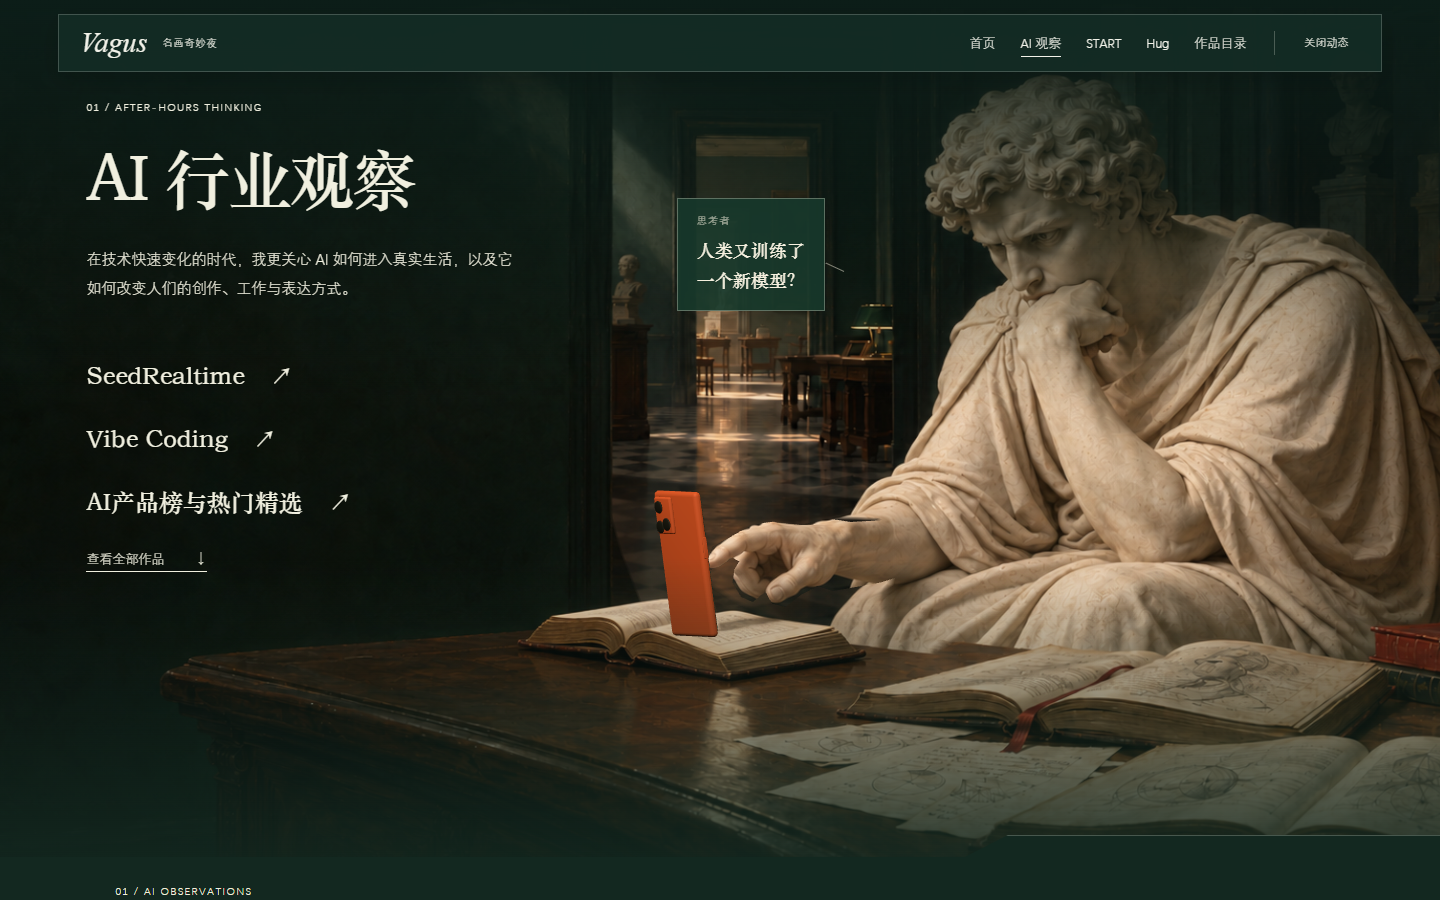 Vagus 名画奇妙夜 首页 AI 观察 START Hug 作品目录 关闭动态
01 / AFTER-HOURS THINKING
AI 行业观察
思考者
人类又训练了
一个新模型？
在技术快速变化的时代，我更关心 AI 如何进入真实生活，以及它
如何改变人们的创作、工作与表达方式。
SeedRealtime ↗
Vibe Coding ↗
AI产品榜与热门精选 ↗
查看全部作品 ↓
01 / AI OBSERVATIONS